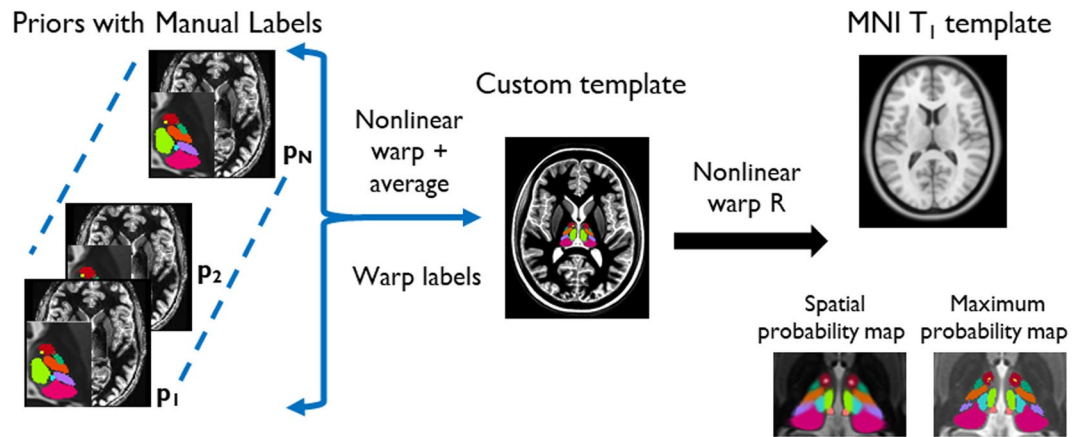 Priors with Manual Labels
pN
p2
p1
Nonlinear
warp +
average
Warp labels
Custom template
Nonlinear
warp R
MNI T1 template
Spatial
probability map
Maximum
probability map